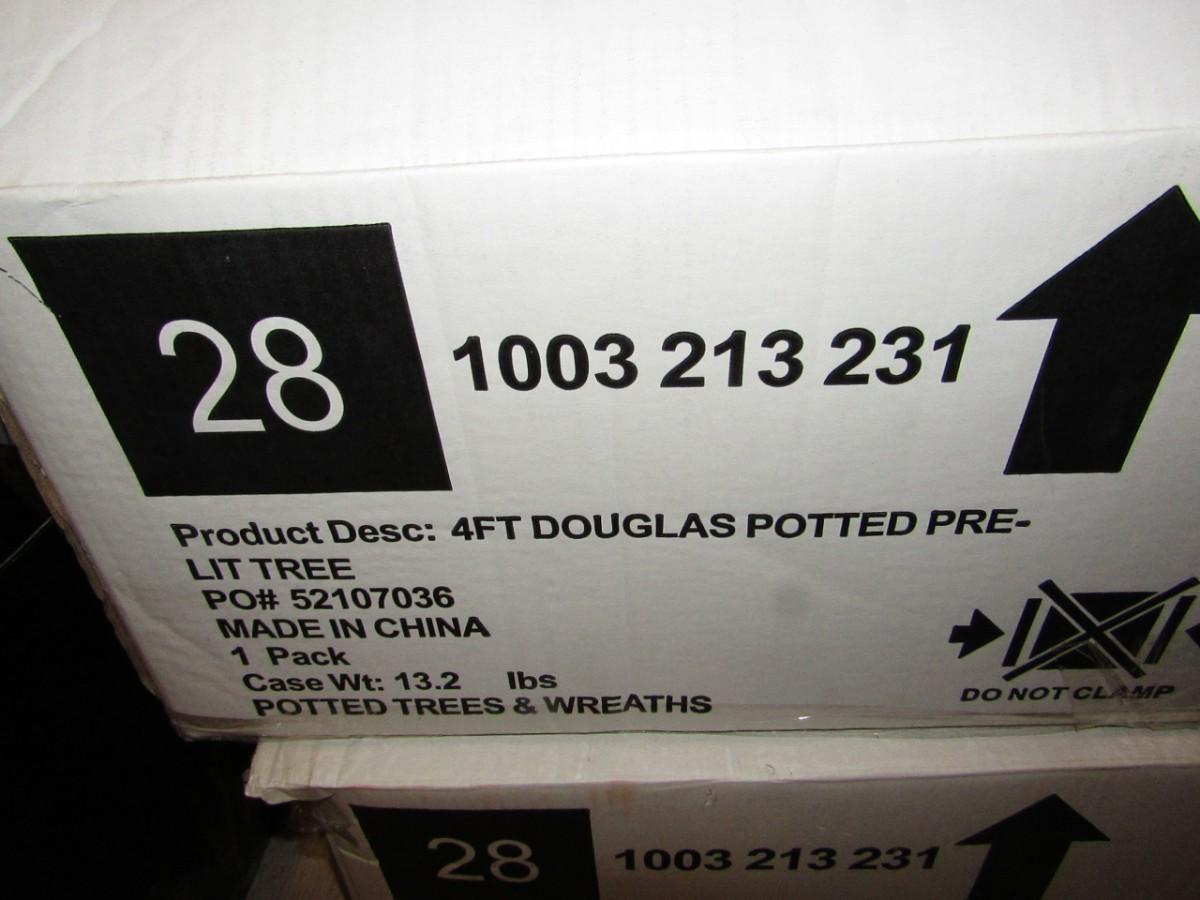 28
1003 213 231
Product Desc: 4FT DOUGLAS POTTED PRE-
LIT TREE
PO# 52107036
MADE IN CHINA
1 Pack
Case Wt: 13.2 lbs
POTTED TREES & WREATHS
DO NOT CLAMP
28
1003 213 231